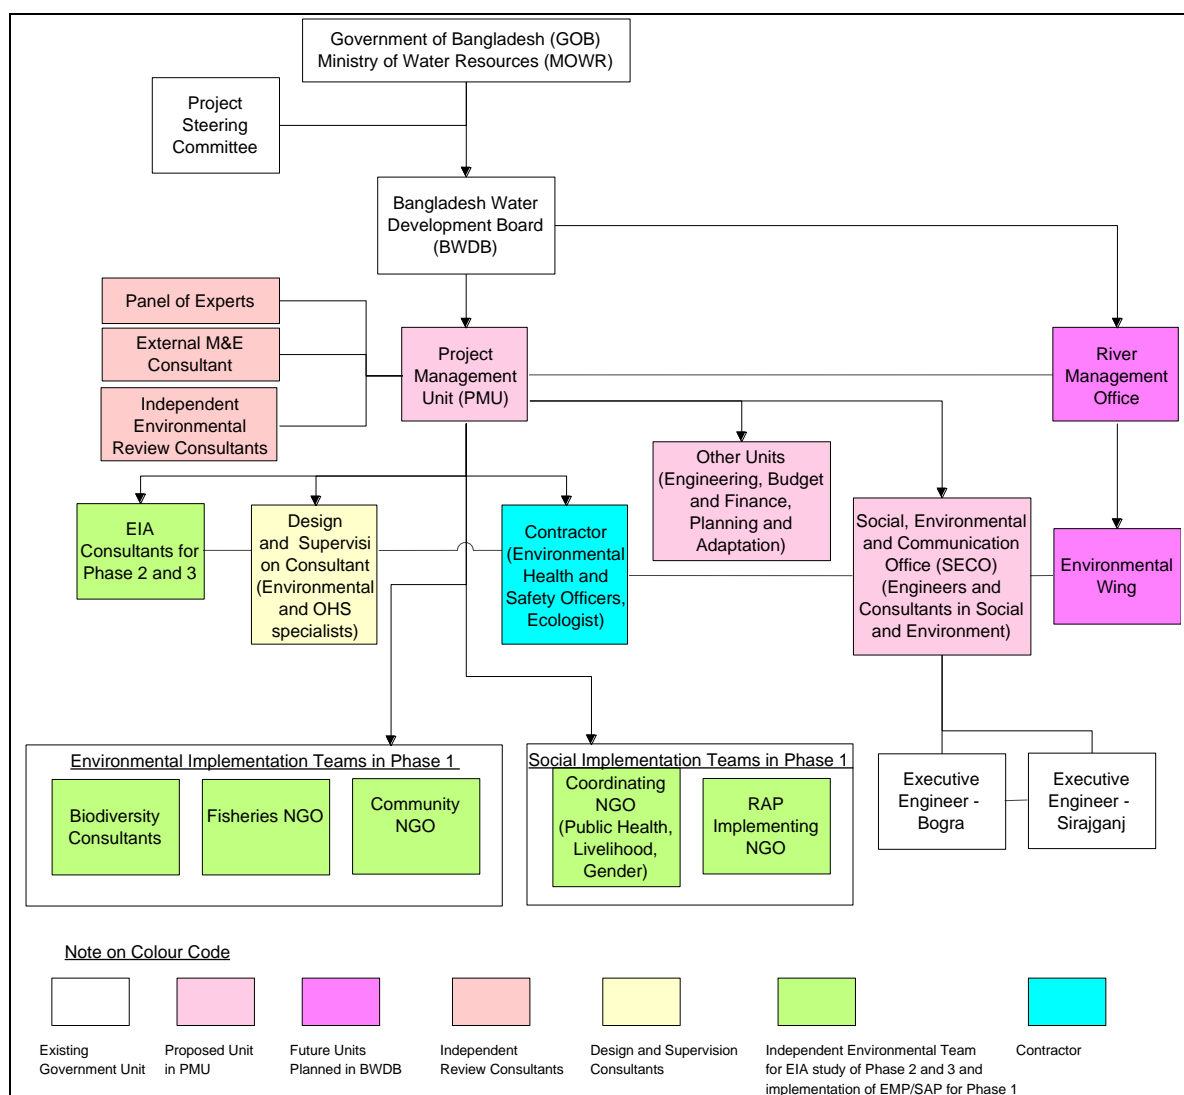 Government of Bangladesh (GOB)
Ministry of Water Resources (MOWR)
Project
Steering
Committee
Bangladesh Water
Development Board
(BWDB)
Panel of Experts
External M&E
Consultant
Independent
Environmental
Review Consultants
Project
Management
Unit (PMU)
River
Management
Office
Other Units
(Engineering, Budget
and Finance,
Planning and
Adaptation)
EIA
Consultants for
Phase 2 and 3
Design
and Supervisi
on Consultant
(Environmental
and OHS
specialists)
Contractor
(Environmental
Health and
Safety Officers,
Ecologist)
Social, Environmental
and Communication
Office (SECO)
(Engineers and
Consultants in Social
and Environment)
Environmental
Wing
Environmental Implementation Teams in Phase 1
Biodiversity
Consultants
Fisheries NGO
Community
NGO
Social Implementation Teams in Phase 1
Coordinating
NGO
(Public Health,
Livelihood,
Gender)
RAP
Implementing
NGO
Executive
Engineer -
Bogra
Executive
Engineer -
Sirajganj
Note on Colour Code
Existing
Government Unit
Proposed Unit
in PMU
Future Units
Planned in BWDB
Independent
Review Consultants
Design and Supervision
Consultants
Independent Environmental Team
for EIA study of Phase 2 and 3 and
implementation of EMP/SAP for Phase 1
Contractor